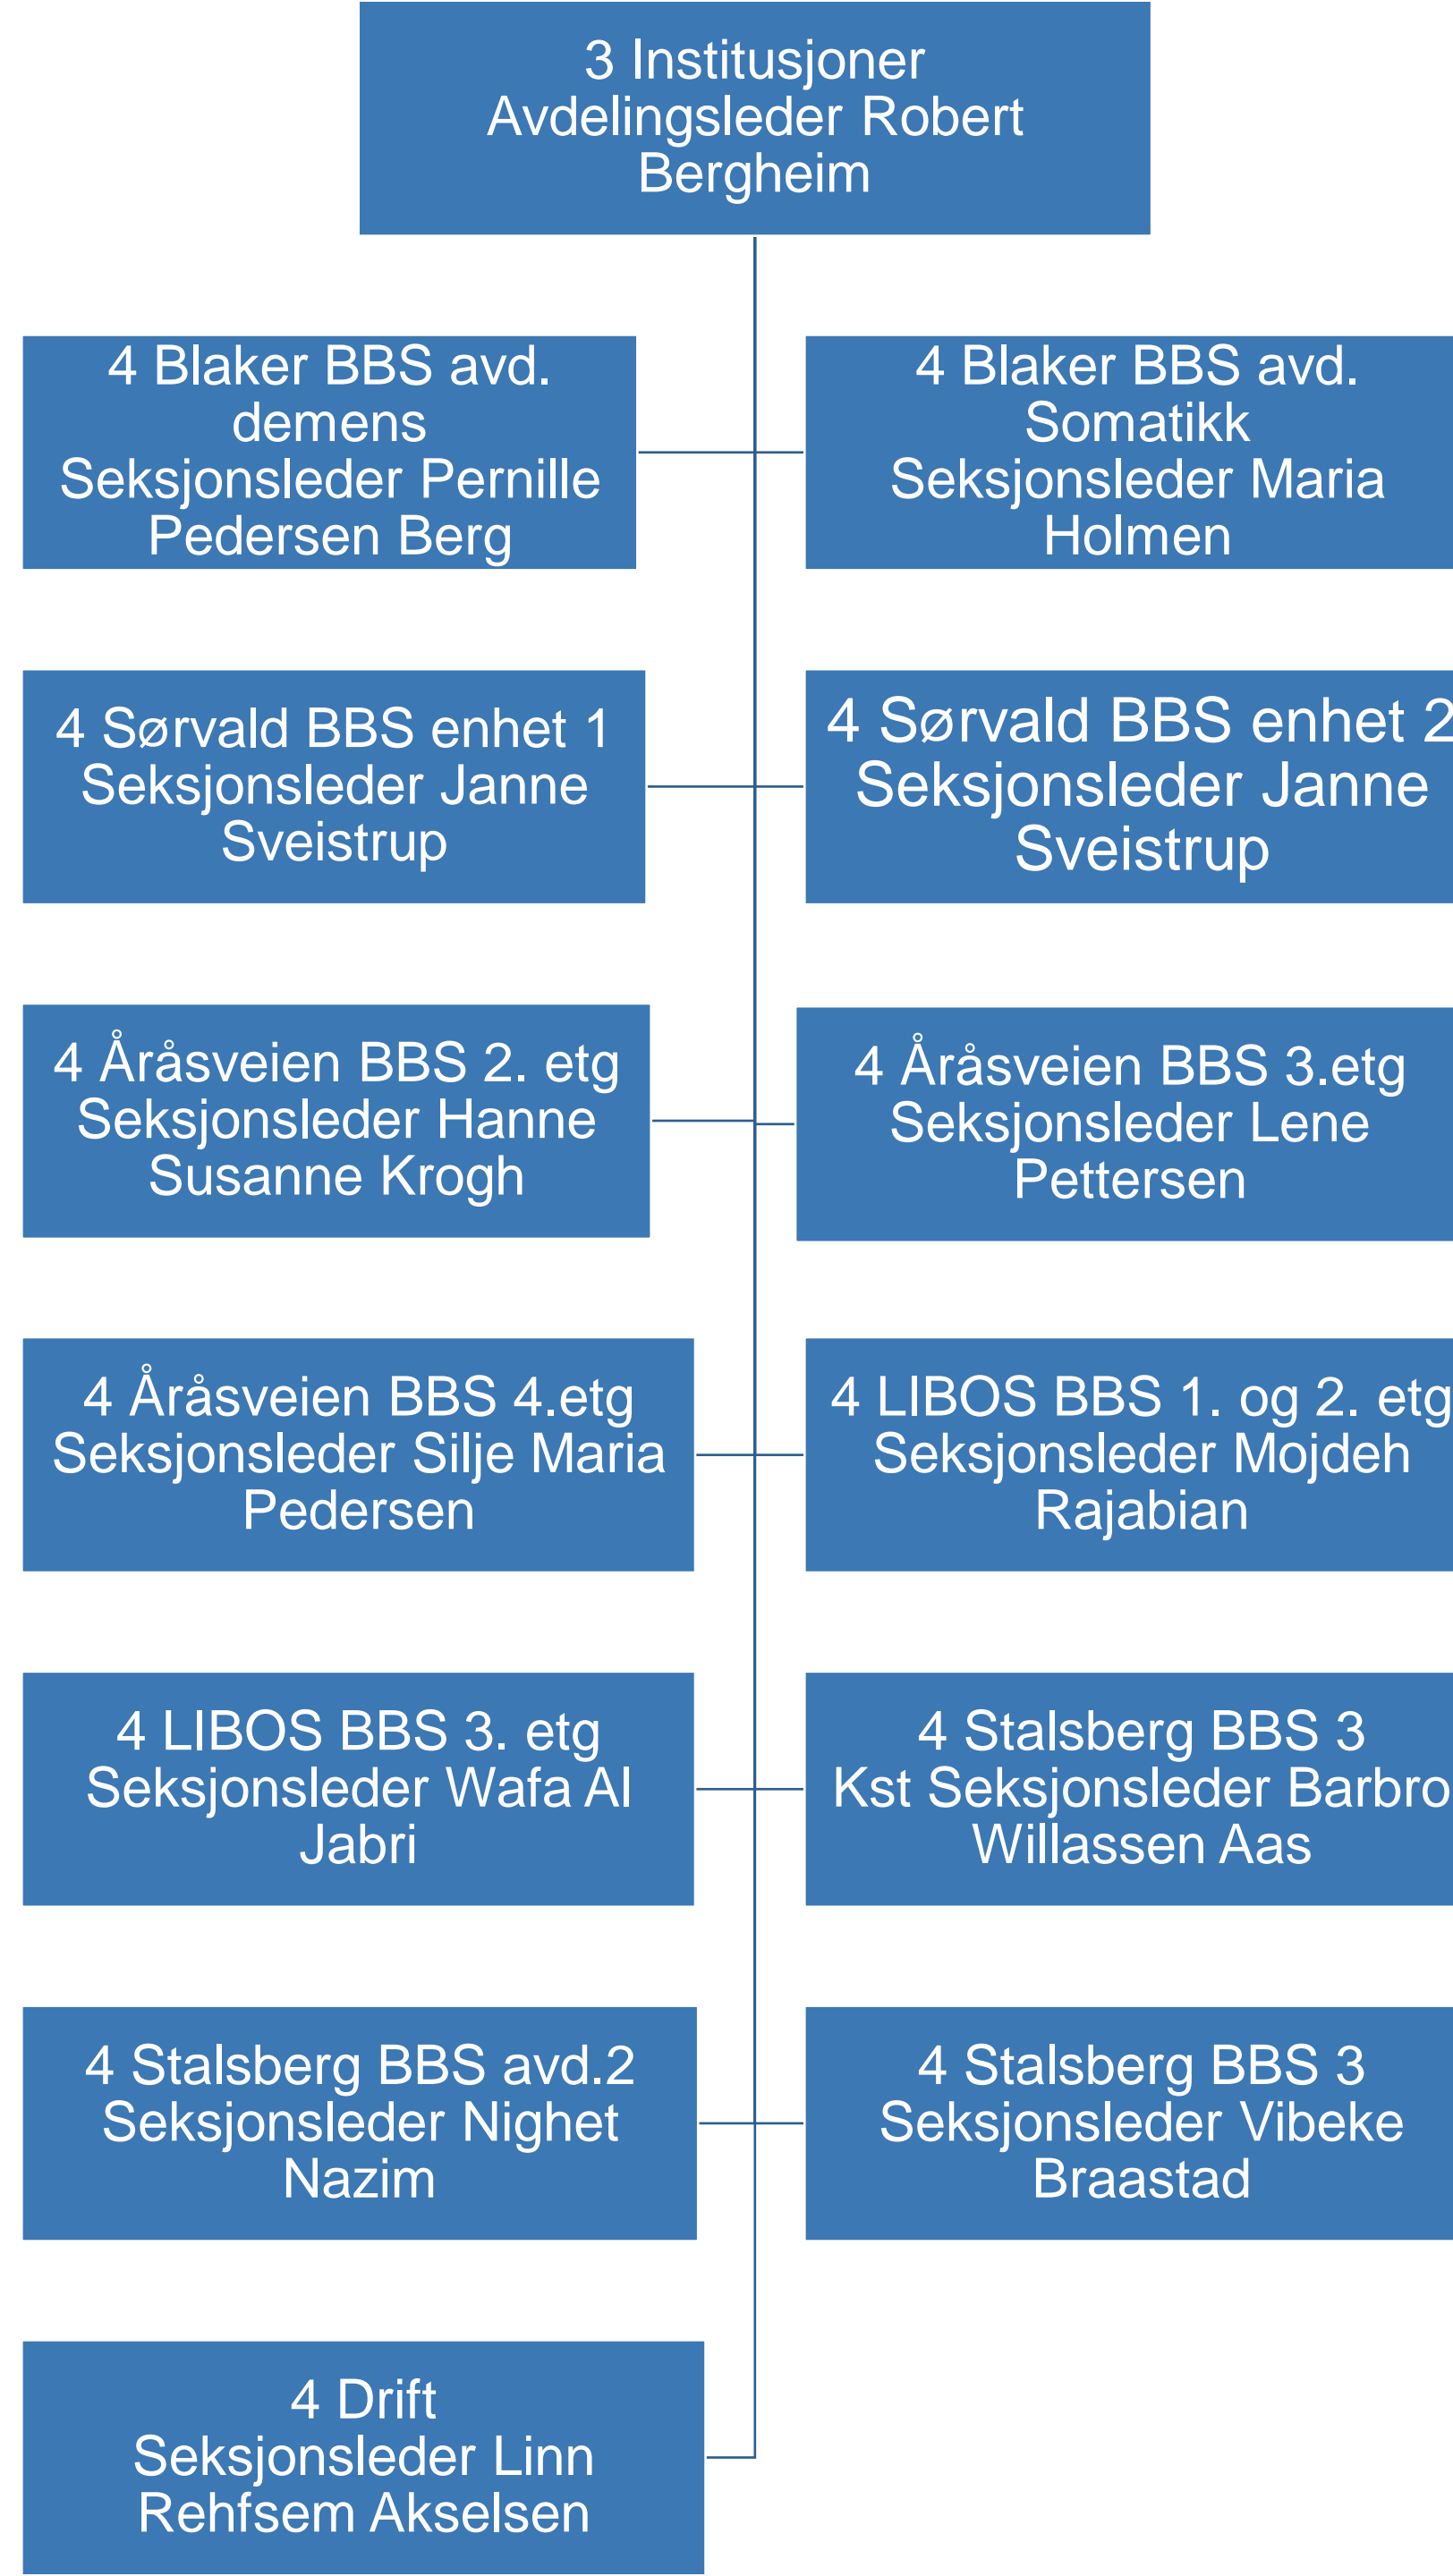 3 Institusjoner
Avdelingsleder Robert
Bergheim
4 Blaker BBS avd.
demens
Seksjonsleder Pernille
Pedersen Berg
4 Blaker BBS avd.
Somatikk
Seksjonsleder Maria
Holmen
4 Sørvald BBS enhet 1
Seksjonsleder Janne
Sveistrup
4 Sørvald BBS enhet 2
Seksjonsleder Janne
Sveistrup
4 Åråsveien BBS 2. etg
Seksjonsleder Hanne
Susanne Krogh
4 Åråsveien BBS 3.etg
Seksjonsleder Lene
Pettersen
4 Åråsveien BBS 4.etg
Seksjonsleder Silje Maria
Pedersen
4 LIBOS BBS 1. og 2. etg
Seksjonsleder Mojdeh
Rajabian
4 LIBOS BBS 3. etg
Seksjonsleder Wafa Al
Jabri
4 Stalsberg BBS 3
Kst Seksjonsleder Barbro
Willassen Aas
4 Stalsberg BBS avd.2
Seksjonsleder Nighet
Nazim
4 Stalsberg BBS 3
Seksjonsleder Vibeke
Braastad
4 Drift
Seksjonsleder Linn
Rehfsem Akselsen